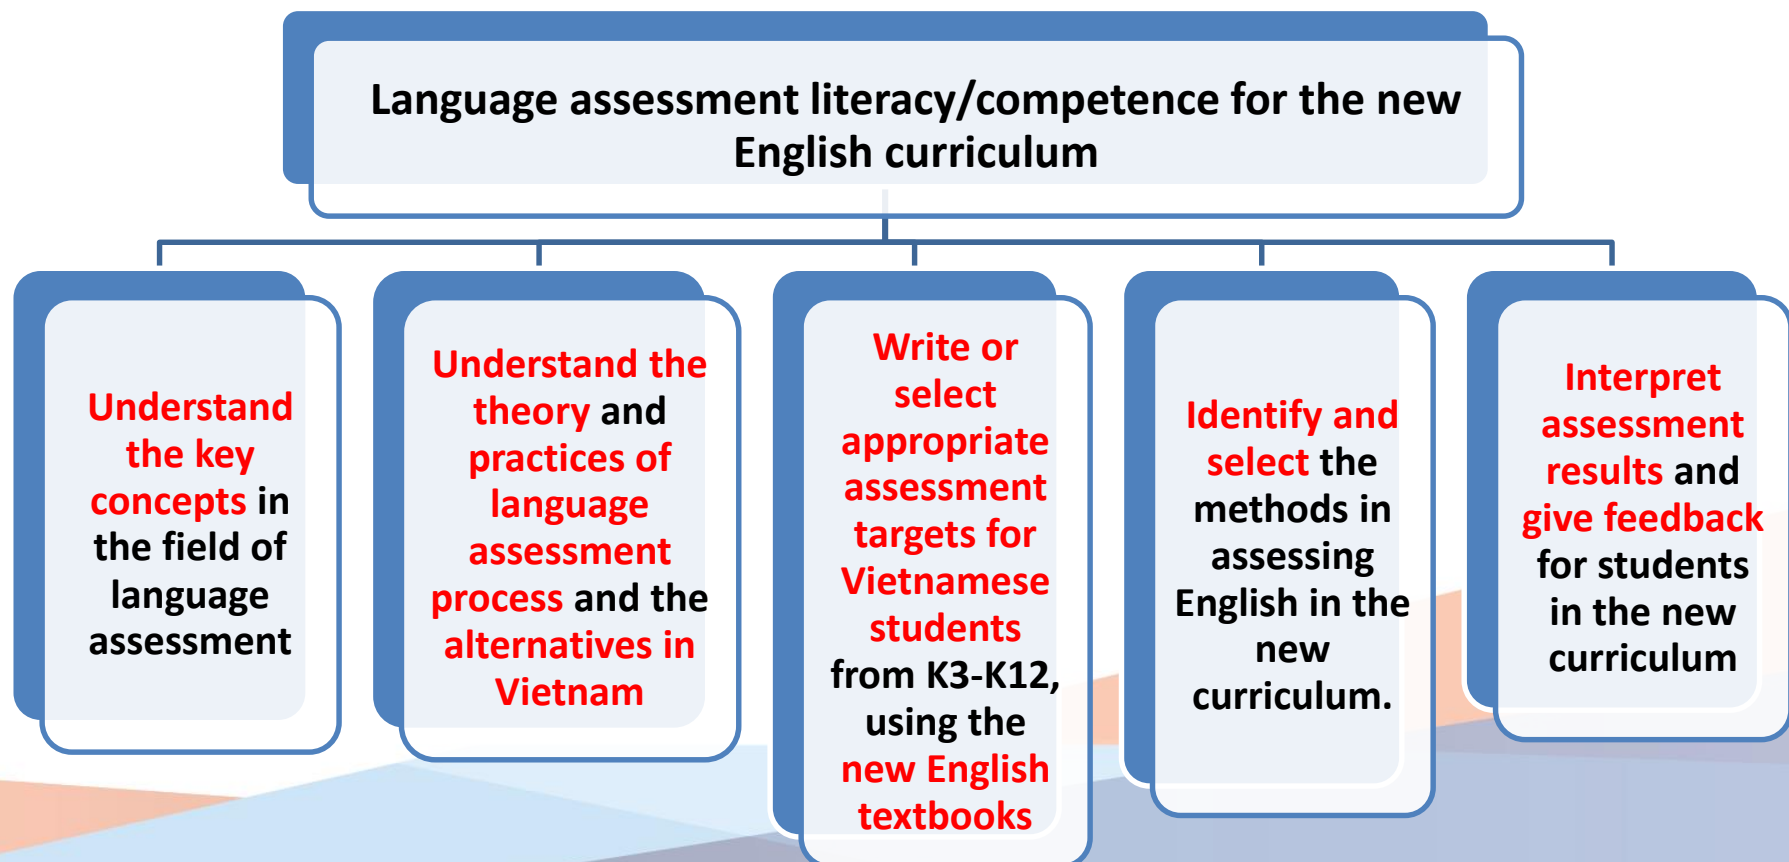 Language assessment literacy/competence for the new
English curriculum
Understand
the key
concepts in
the field of
language
assessment
Understand the
theory and
practices of
language
assessment
process and the
alternatives in
Vietnam
Write or
select
appropriate
assessment
targets for
Vietnamese
students
from K3-K12,
using the
new English
textbooks
Identify and
select the
methods in
assessing
English in the
new
curriculum.
Interpret
assessment
results and
give feedback
for students
in the new
curriculum